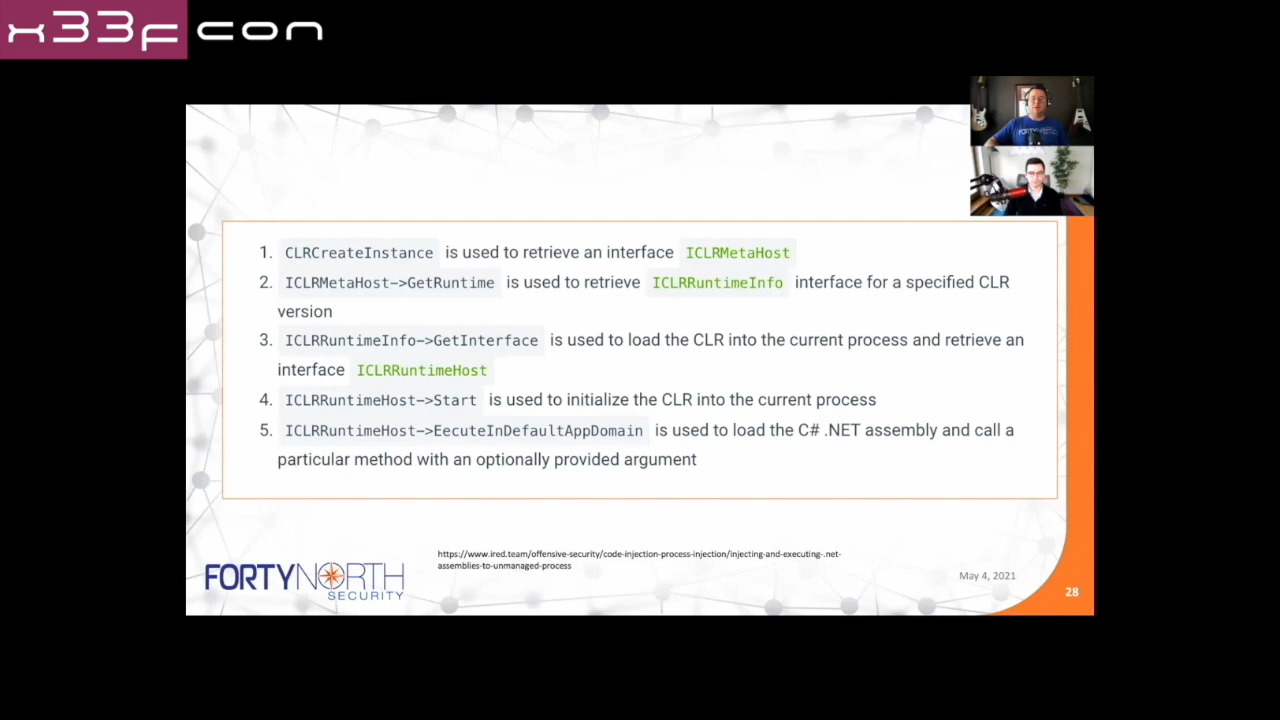 x33fcon
1. CLRCreateInstance is used to retrieve an interface ICLRMetaHost
2. ICLRMetaHost->GetRuntime is used to retrieve ICLRRuntimeInfo interface for a specified CLR
version
3. ICLRRuntimeInfo->GetInterface is used to load the CLR into the current process and retrieve an
interface ICLRRuntimeHost
4. ICLRRuntimeHost->Start is used to initialize the CLR into the current process
5. ICLRRuntimeHost->EecuteInDefaultAppDomain is used to load the C# .NET assembly and call a
particular method with an optionally provided argument
https://www.ired.team/offensive-security/code-injection-process-injection/injecting-and-executing-.net-
assemblies-to-unmanaged-process
FORTYNORTH
SECURITY
May 4, 2021
28